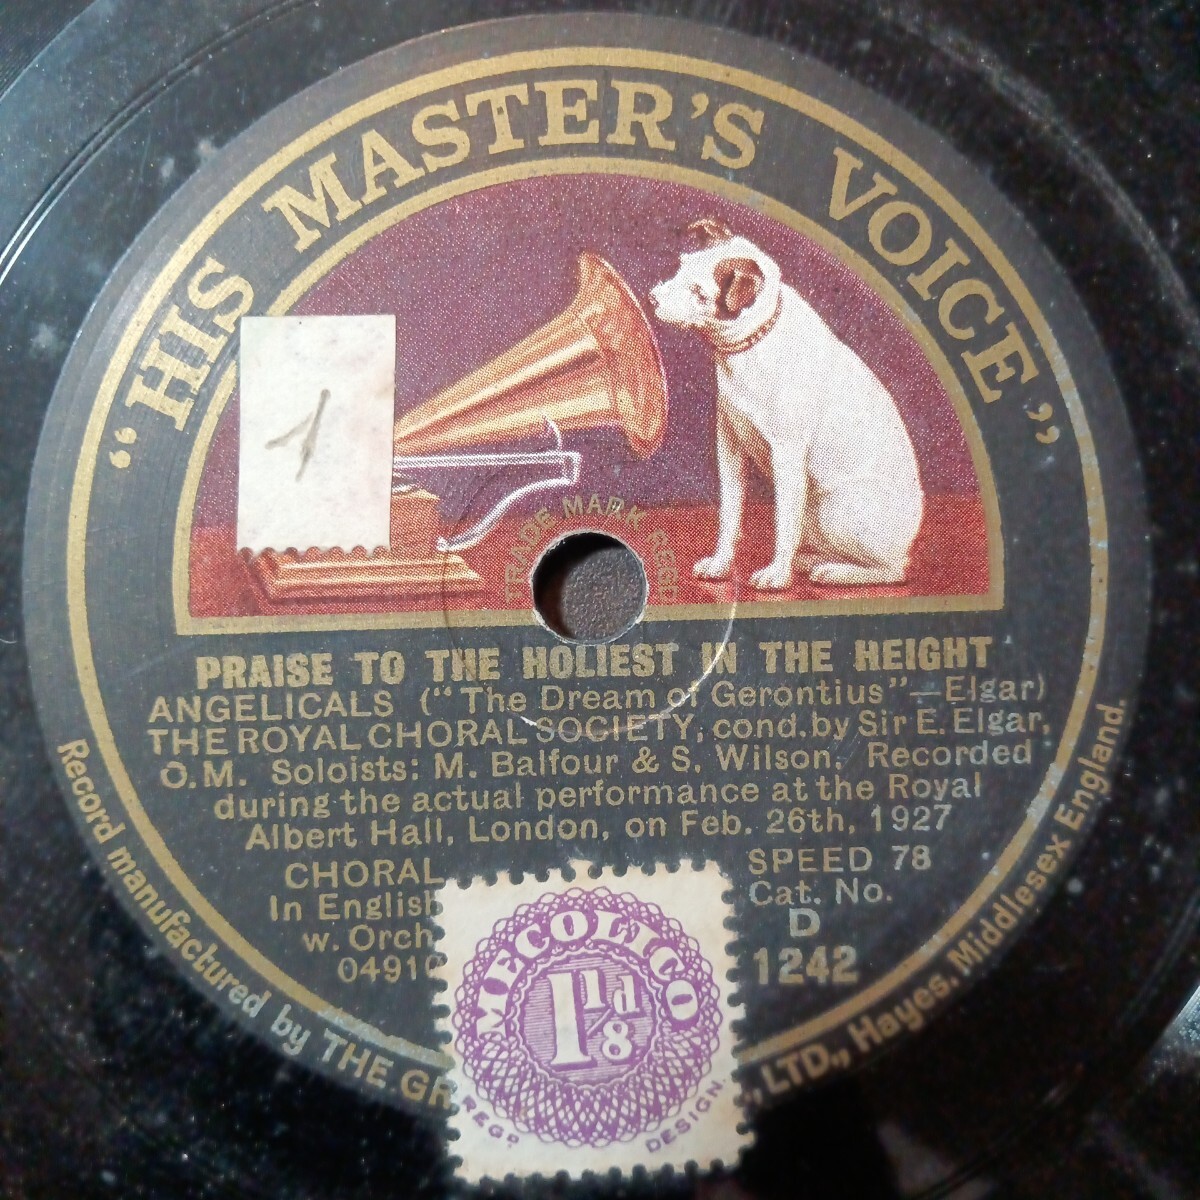 “HIS MASTER'S VOICE”
1
TRADE MARK REGD
PRAISE TO THE HOLIEST IN THE HEIGHT
ANGELICALS (“The Dream of Gerontius”—Elgar)
THE ROYAL CHORAL SOCIETY, cond. by Sir E. Elgar,
O.M. Soloists: M. Balfour & S. Wilson. Recorded
during the actual performance at the Royal
Albert Hall, London, on Feb. 26th, 1927
CHORAL
In English
w. Orch
SPEED 78
Cat. No.
D
1242
MECOLICO
1 11/8d
REGD DESIGN.
Record manufactured by THE GR , LTD., Hayes. Middlesex England.